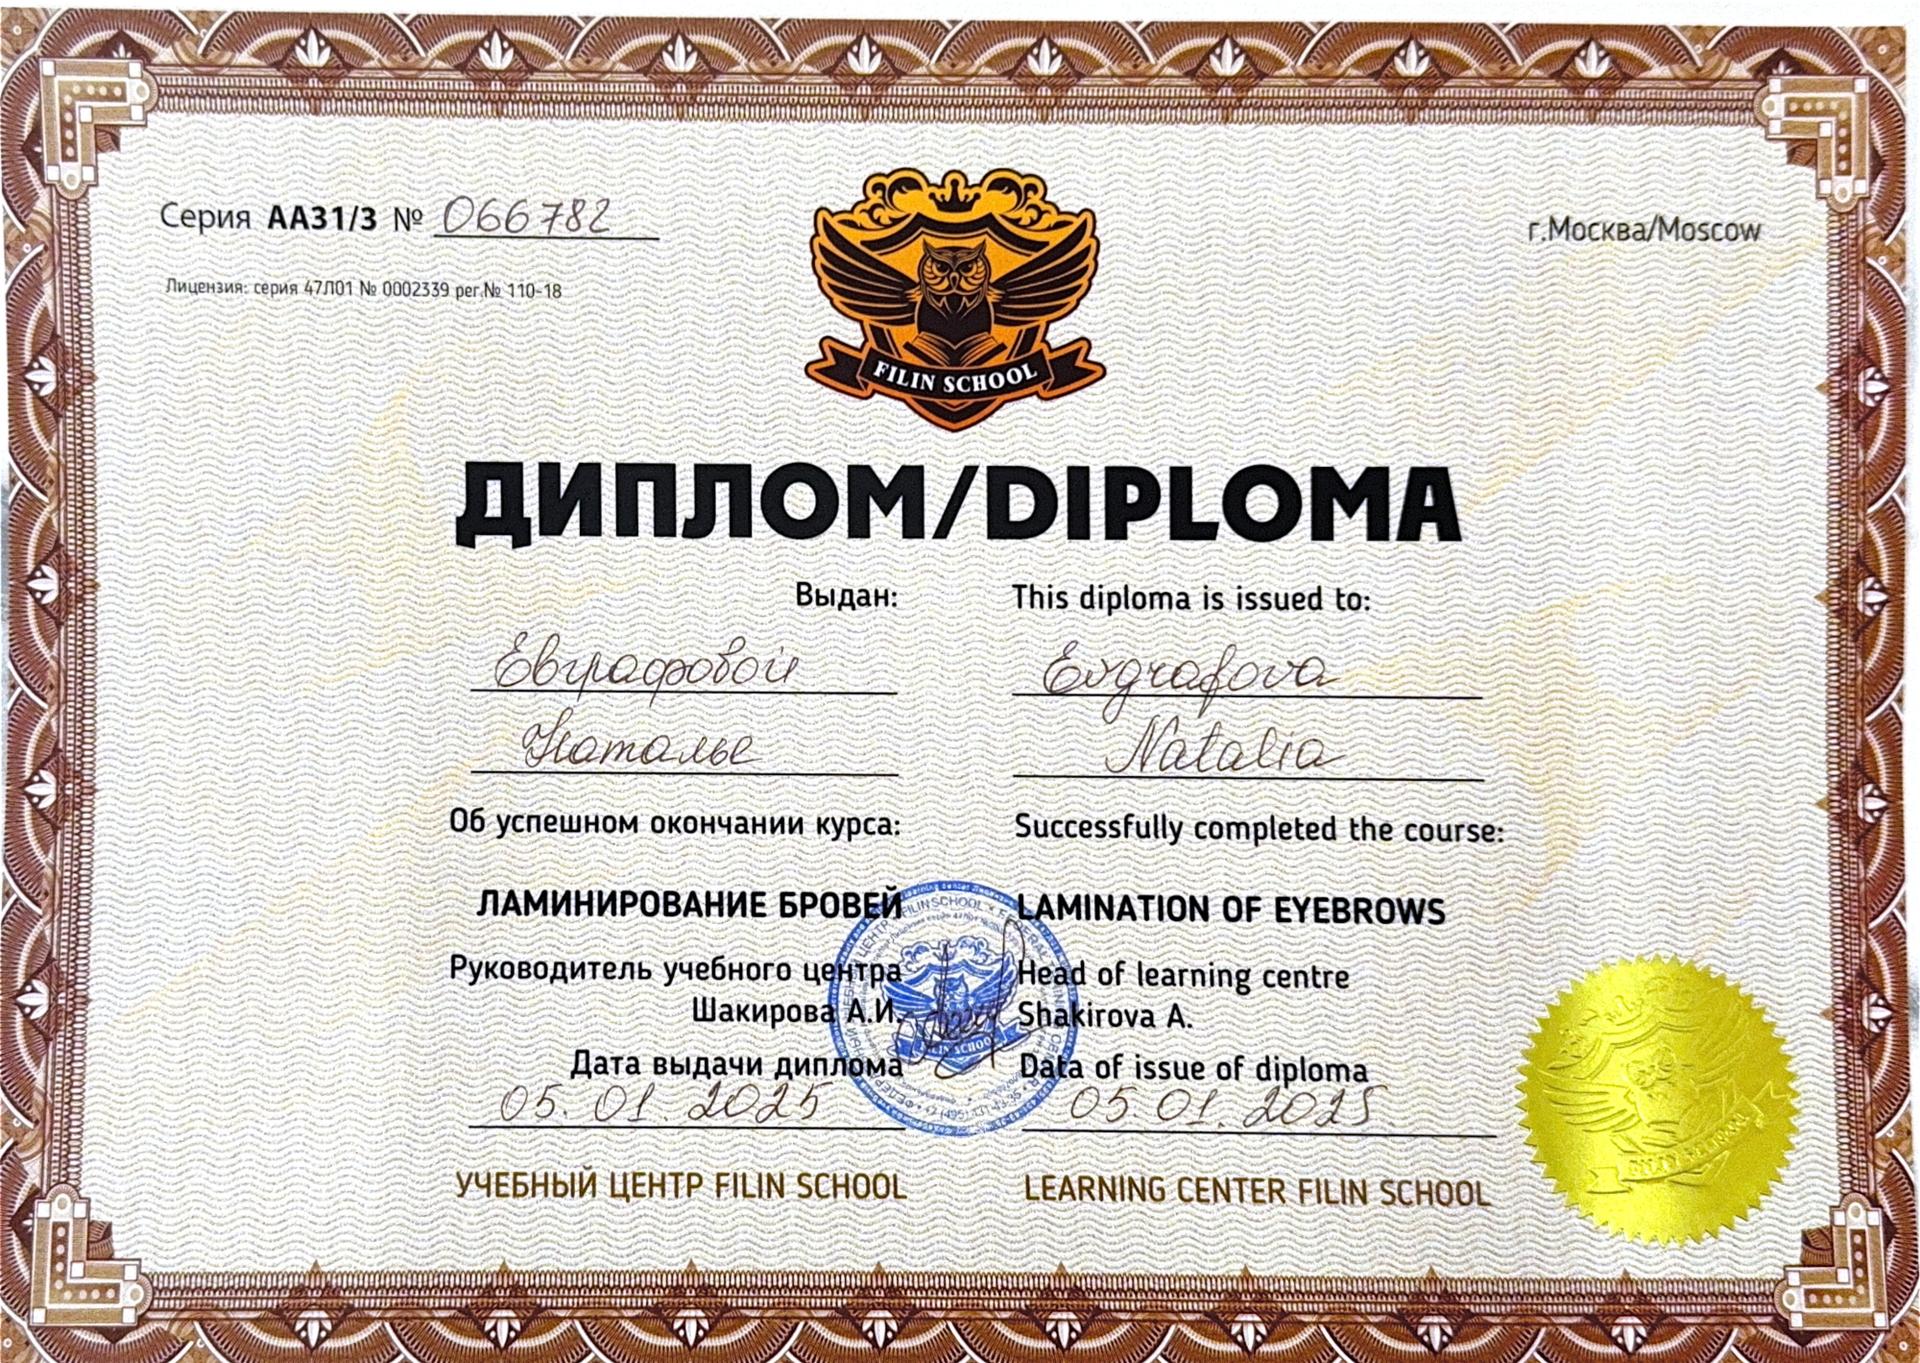 Серия АА31/3 № 066782
г.Москва/Moscow
Лицензия: серия 47Л01 № 0002339 рег.№ 110-18
FILIN SCHOOL
ДИПЛОМ/DIPLOMA
Выдан:
Евграфовой
Наталье
Об успешном окончании курса:
ЛАМИНИРОВАНИЕ БРОВЕЙ
Руководитель учебного центра
Шакирова А.И.
Дата выдачи диплома
05.01.2025
УЧЕБНЫЙ ЦЕНТР FILIN SCHOOL
This diploma is issued to:
Evgrafova
Natalia
Successfully completed the course:
LAMINATION OF EYEBROWS
Head of learning centre
Shakirova A.
Data of issue of diploma
05.01.2025
LEARNING CENTER FILIN SCHOOL
FILIN SCHOOL